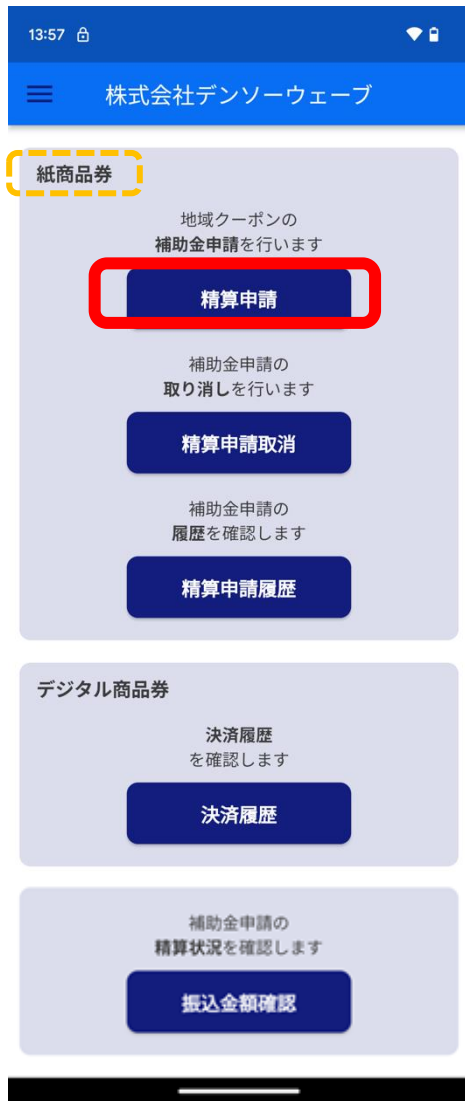 13:57
株式会社デンソーウェーブ
紙商品券
地域クーポンの
補助金申請を行います
精算申請
補助金申請の
取り消しを行います
精算申請取消
補助金申請の
履歴を確認します
精算申請履歴
デジタル商品券
決済履歴
を確認します
決済履歴
補助金申請の
精算状況を確認します
振込金額確認